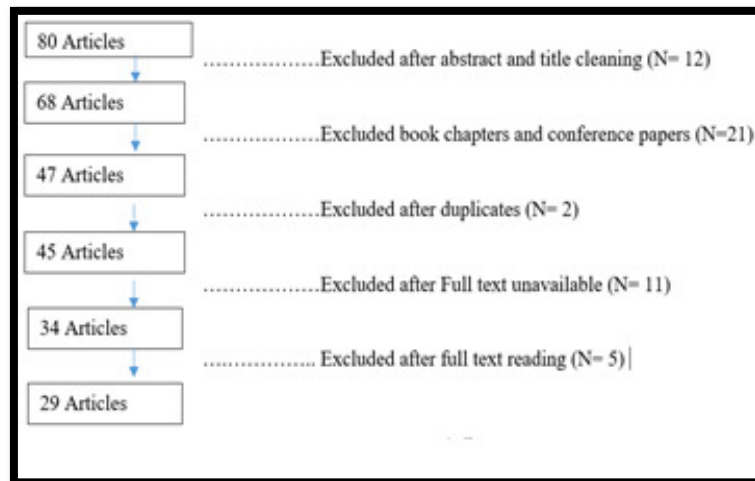 80 Articles
………………..Excluded after abstract and title cleaning (N= 12)
68 Articles
………………..Excluded book chapters and conference papers (N=21)
47 Articles
………………..Excluded after duplicates (N= 2)
45 Articles
………………..Excluded after Full text unavailable (N= 11)
34 Articles
………………. Excluded after full text reading (N= 5)
29 Articles